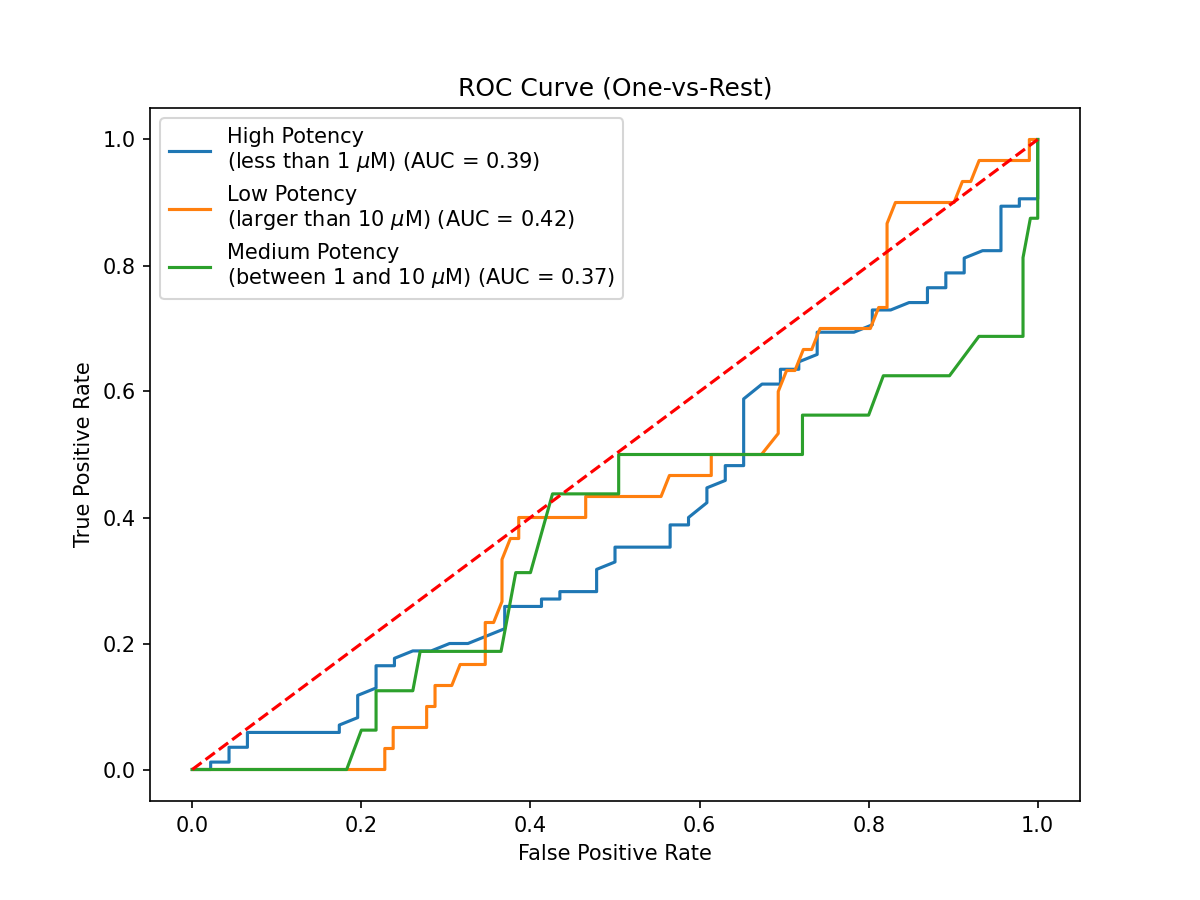 ROC Curve (One-vs-Rest)
High Potency
(less than 1 μM) (AUC = 0.39)
Low Potency
(larger than 10 μM) (AUC = 0.42)
Medium Potency
(between 1 and 10 μM) (AUC = 0.37)
True Positive Rate
1.0
0.8
0.6
0.4
0.2
0.0
0.0 0.2 0.4 0.6 0.8 1.0
False Positive Rate